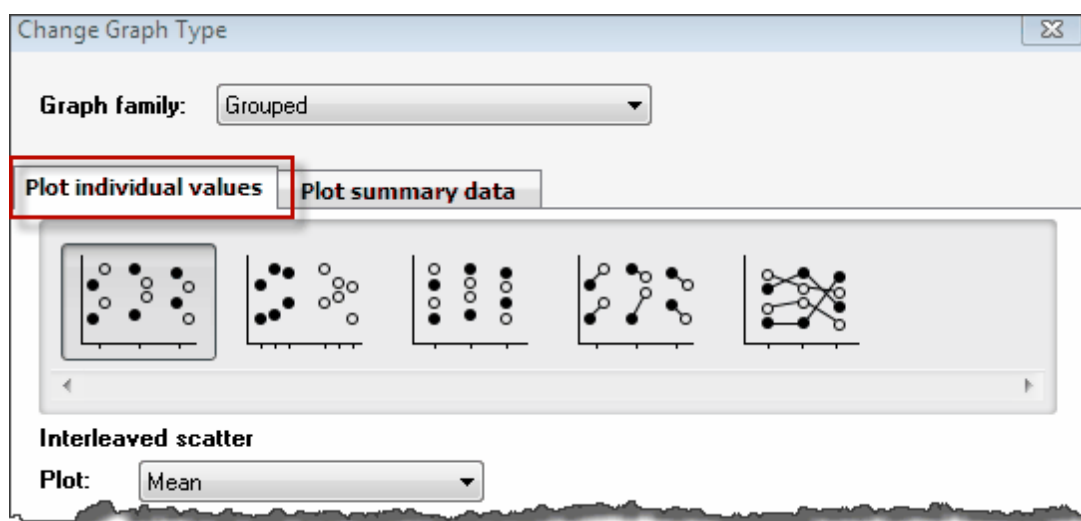 Change Graph Type
Graph family: Grouped
Plot individual values Plot summary data
Interleaved scatter
Plot: Mean